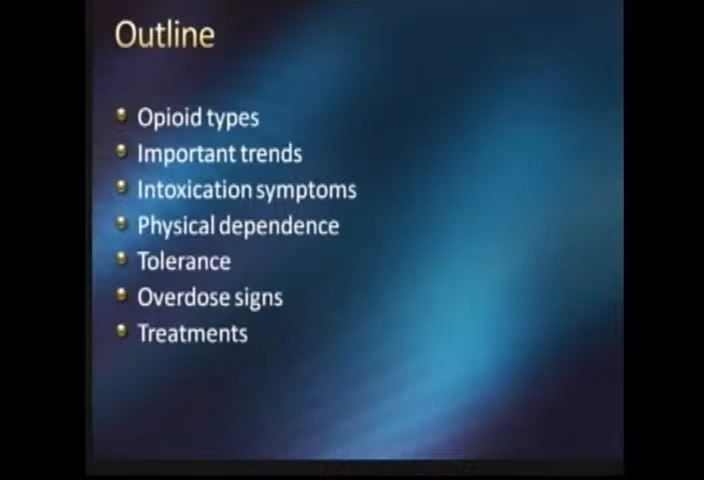 Outline
Opioid types
Important trends
Intoxication symptoms
Physical dependence
Tolerance
Overdose signs
Treatments